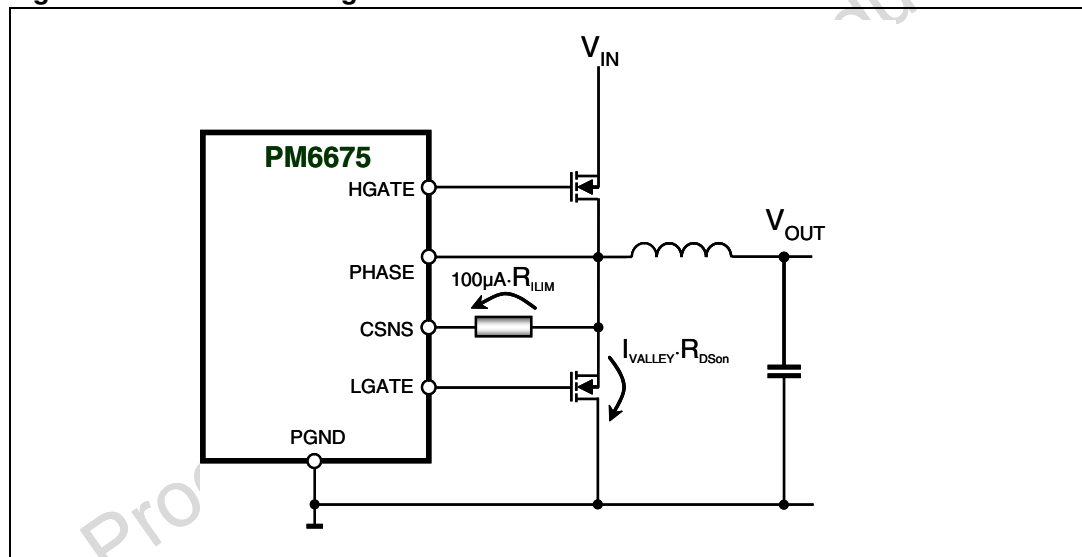 V_IN
PM6675
HGATE
V_OUT
PHASE
100µA·R_ILIM
CSNS
I_VALLEY·R_DSon
LGATE
PGND